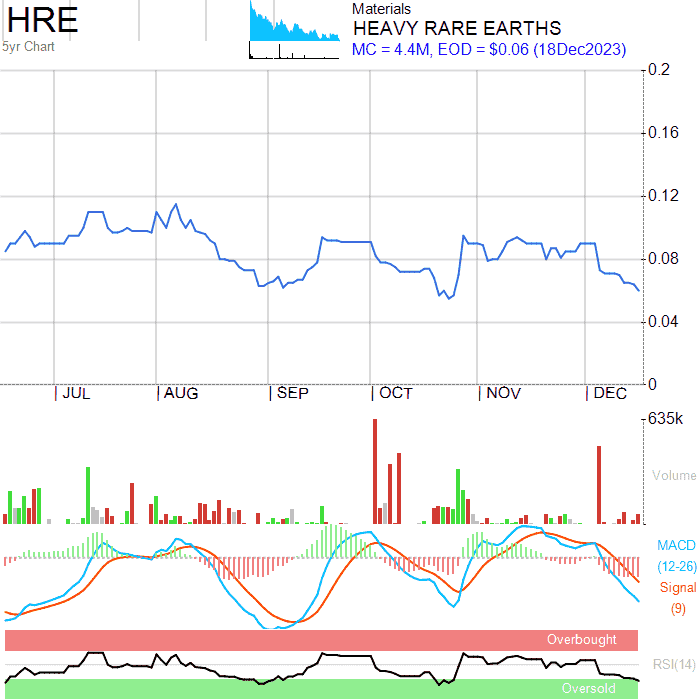 HRE
5yr Chart
Materials
HEAVY RARE EARTHS
MC = 4.4M, EOD = $0.06 (18Dec2023)
0.2
0.16
0.12
0.08
0.04
0
JUL AUG SEP OCT NOV DEC
635k
Volume
MACD
(12-26)
Signal
(9)
Overbought
RSI(14)
Oversold